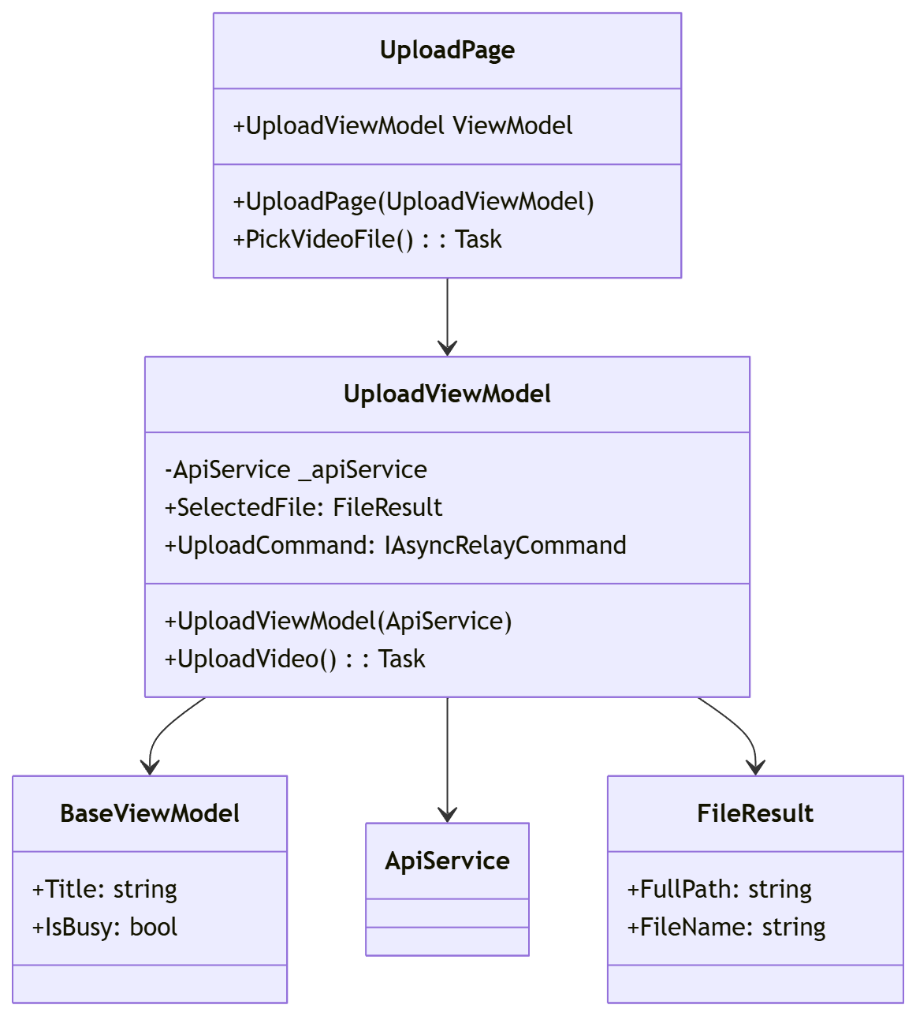 UploadPage
+UploadViewModel ViewModel
+UploadPage(UploadViewModel)
+PickVideoFile() : : Task
UploadViewModel
-ApiService _apiService
+SelectedFile: FileResult
+UploadCommand: IAsyncRelayCommand
+UploadViewModel(ApiService)
+UploadVideo() : : Task
BaseViewModel
+Title: string
+IsBusy: bool
ApiService
FileResult
+FullPath: string
+FileName: string